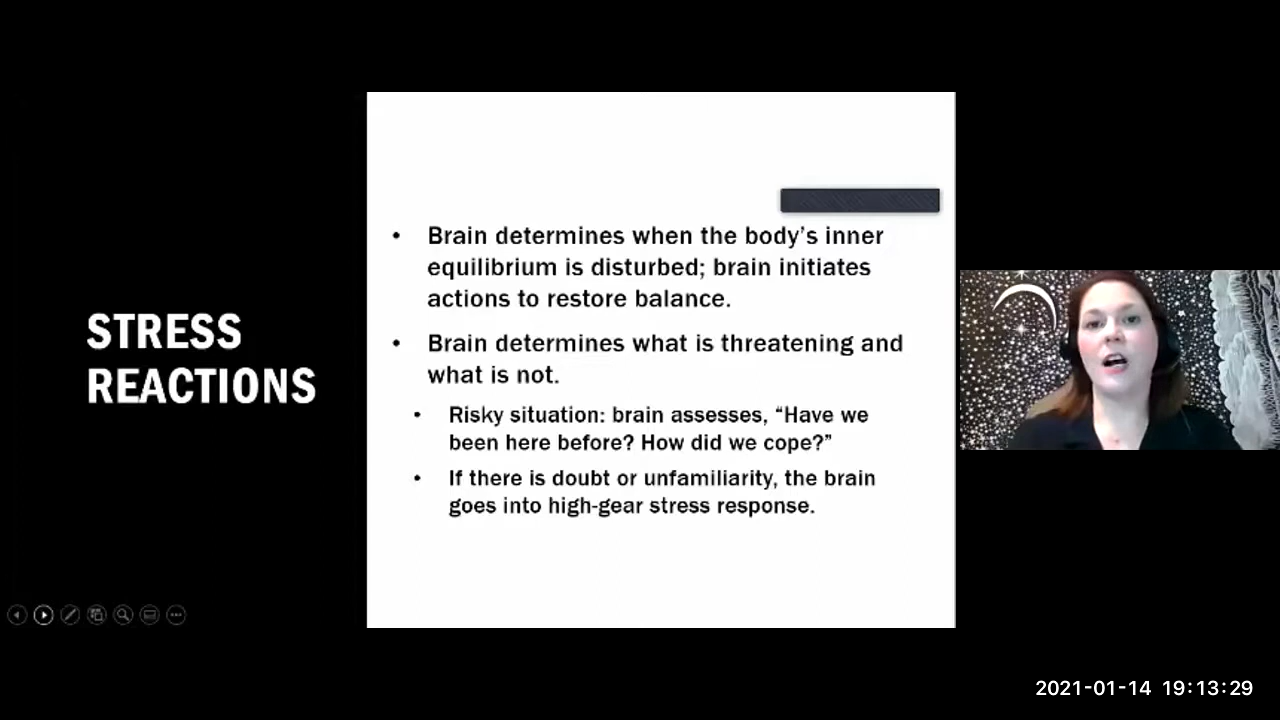 STRESS
REACTIONS
• Brain determines when the body’s inner
equilibrium is disturbed; brain initiates
actions to restore balance.
• Brain determines what is threatening and
what is not.
• Risky situation: brain assesses, “Have we
been here before? How did we cope?”
• If there is doubt or unfamiliarity, the brain
goes into high-gear stress response.
2021-01-14 19:13:29